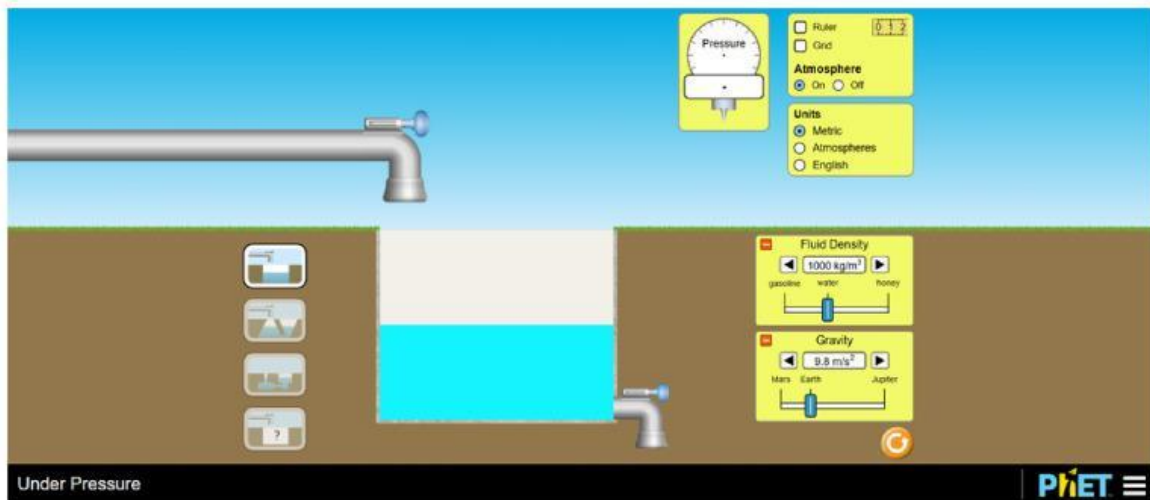 Pressure
Ruler
0 1 2
Grid
Atmosphere
On Off
Units
Metric
Atmospheres
English
Fluid Density
1000 kg/m³
gasoline water honey
Gravity
9.8 m/s²
Mars Earth Jupiter
?
Under Pressure
PhET